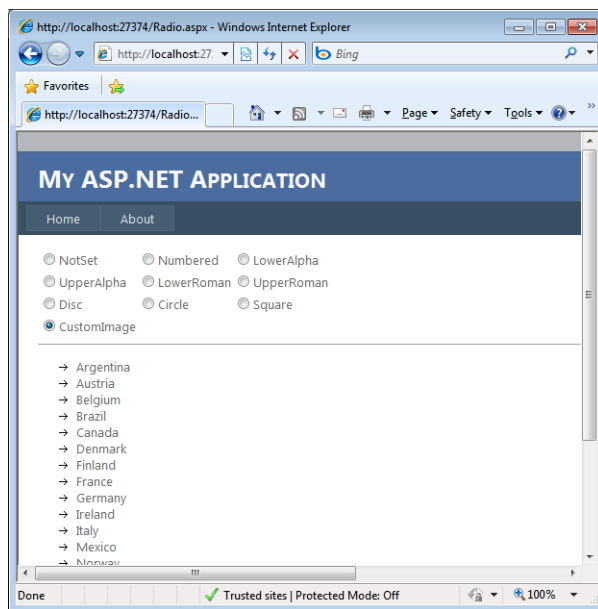 http://localhost:27374/Radio.aspx - Windows Internet Explorer
http://localhost:27. Bing
Favorites
http://localhost:27374/Radio... Page Safety Tools »
MY ASP.NET APPLICATION
Home About
NotSet Numbered LowerAlpha
UpperAlpha LowerRoman UpperRoman
Disc Circle Square
CustomImage
Argentina
Austria
Belgium
Brazil
Canada
Denmark
Finland
France
Germany
Ireland
Italy
Mexico
Norway
Done Trusted sites | Protected Mode: Off 100%